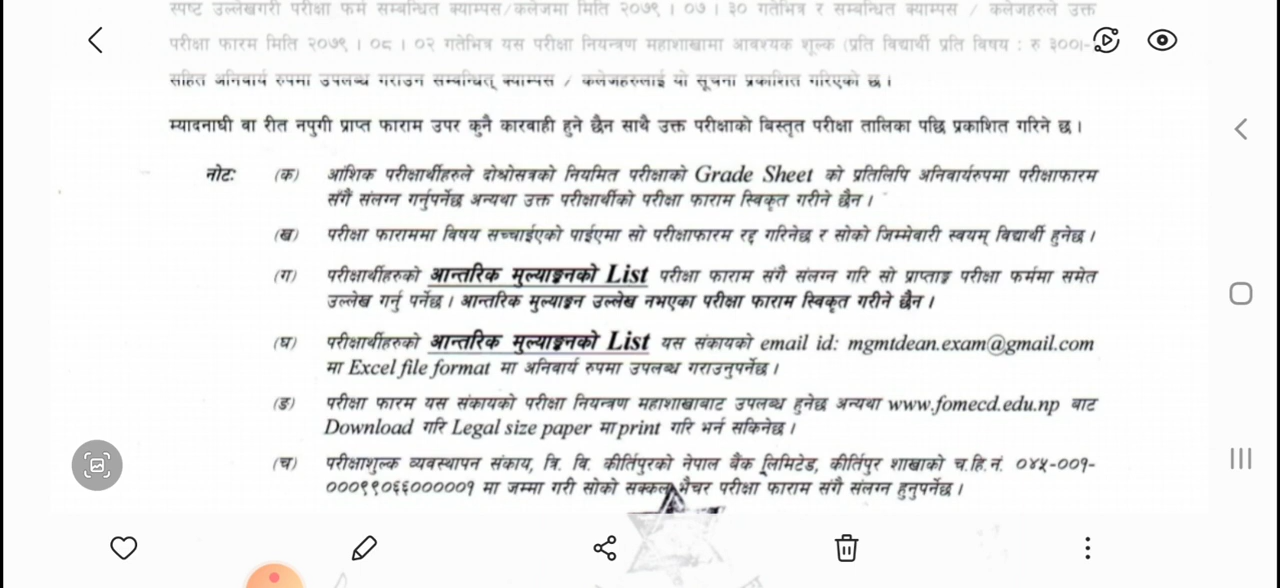 स्पष्ट उल्लेखगरी परीक्षा फर्म सम्बन्धित क्याम्पस/कलेजमा मिति २०७९ । ०७ । ३० गतेभित्र र सम्बन्धित क्याम्पस / कलेजहरुले उक्त
परीक्षा फारम मिति २०७९ । ०८ । ०२ गतेभित्र यस परीक्षा नियन्त्रण महाशाखामा आवश्यक शूल्क (प्रति विद्यार्थी प्रति विषय : रु ३००।-
सहित अनिवार्य रुपमा उपलब्ध गराउन सम्बन्धित् क्याम्पस / कलेजहरुलाई यो सूचना प्रकाशित गरिएको छ ।
म्यादनाघी वा रीत नपुगी प्राप्त फाराम उपर कुनै कारवाही हुने छैन साथै उक्त परीक्षाको बिस्तृत परीक्षा तालिका पछि प्रकाशित गरिने छ ।
नोटः (क) आंशिक परीक्षार्थीहरुले दोश्रोसत्रको नियमित परीक्षाको Grade Sheet को प्रतिलिपि अनिवार्यरुपमा परीक्षाफारम
सँगै संलग्न गर्नुपर्नेछ अन्यथा उक्त परीक्षार्थीको परीक्षा फाराम स्विकृत गरीने छैन ।
(ख) परीक्षा फाराममा विषय सच्चाईएको पाईएमा सो परीक्षाफारम रद्द गरिनेछ र सोको जिम्मेवारी स्वयम् विद्यार्थी हुनेछ ।
(ग) परीक्षार्थीहरुको आन्तरिक मुल्याङ्कनको List परीक्षा फाराम संगै संलग्न गरि सो प्राप्ताङ्क परीक्षा फर्ममा समेत
उल्लेख गर्नु पर्नेछ । आन्तरिक मुल्याङ्कन उल्लेख नभएका परीक्षा फाराम स्विकृत गरीने छैन ।
(घ) परीक्षार्थीहरुको आन्तरिक मुल्याङ्कनको List यस संकायको email id: mgmtdean.exam@gmail.com
मा Excel file format मा अनिवार्य रुपमा उपलब्ध गराउनुपर्नेछ ।
(ङ) परीक्षा फारम यस संकायको परीक्षा नियन्त्रण महाशाखाबाट उपलब्ध हुनेछ अन्यथा www.fomecd.edu.np बाट
Download गरि Legal size paper मा print गरि भर्न सकिनेछ ।
(च) परीक्षाशुल्क व्यवस्थापन संकाय, त्रि. वि. कीर्तिपुरको नेपाल बैंक लिमिटेड, कीर्तिपुर शाखाको च.हि.नं. ०४५-००१-
०००११०६६००००००१ मा जम्मा गरी सोको सक्कल भौचर परीक्षा फाराम संगै संलग्न हुनुपर्नेछ ।